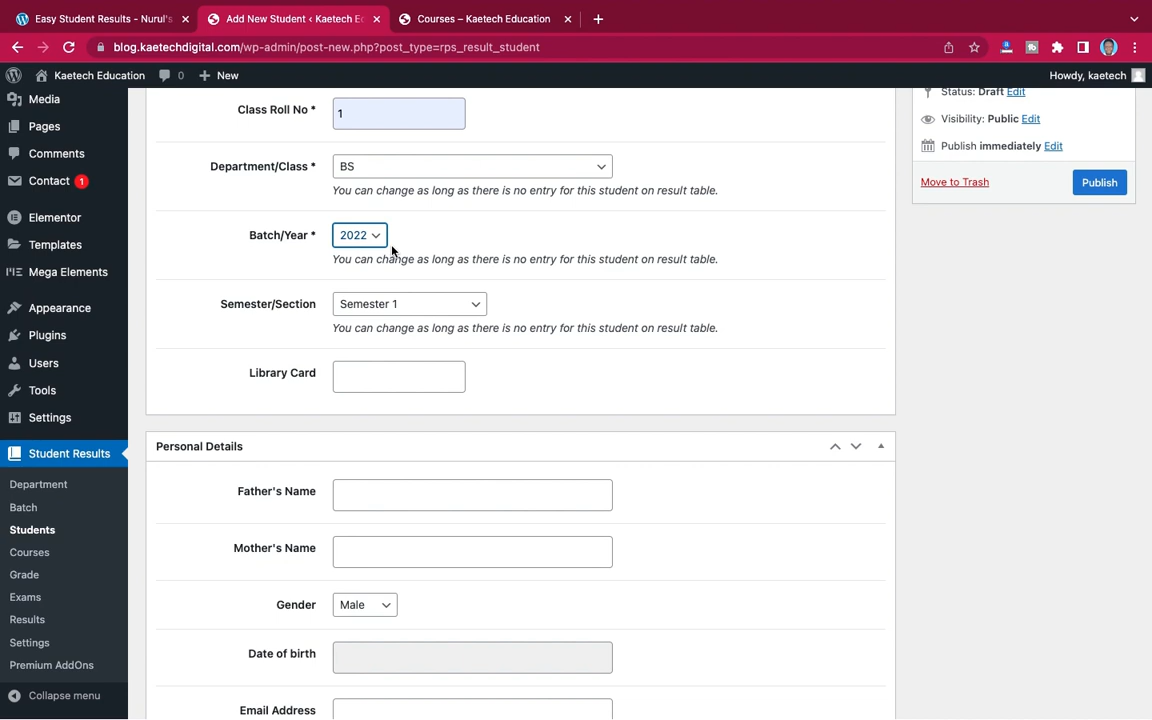 Easy Student Results - Nurul's
Add New Student ‹ Kaetech E
Courses – Kaetech Education
blog.kaetechdigital.com/wp-admin/post-new.php?post_type=rps_result_student
Kaetech Education
0
New
Howdy, kaetech
Media
Pages
Comments
Contact 1
Elementor
Templates
Mega Elements
Appearance
Plugins
Users
Tools
Settings
Student Results
Department
Batch
Students
Courses
Grade
Exams
Results
Settings
Premium AddOns
Collapse menu
Class Roll No *
1
Department/Class *
BS
You can change as long as there is no entry for this student on result table.
Batch/Year *
2022
You can change as long as there is no entry for this student on result table.
Semester/Section
Semester 1
You can change as long as there is no entry for this student on result table.
Library Card
Personal Details
Father's Name
Mother's Name
Gender
Male
Date of birth
Email Address
Status: Draft Edit
Visibility: Public Edit
Publish immediately Edit
Move to Trash
Publish